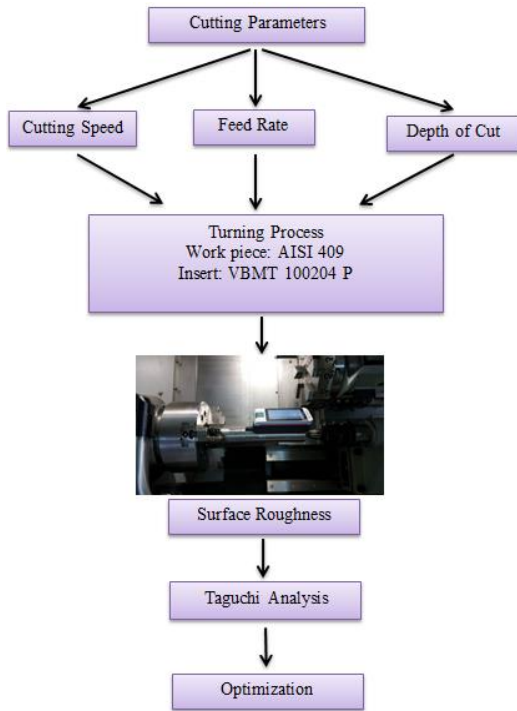 Cutting Parameters
Cutting Speed
Feed Rate
Depth of Cut
Turning Process
Work piece: AISI 409
Insert: VBMT 100204 P
Surface Roughness
Taguchi Analysis
Optimization